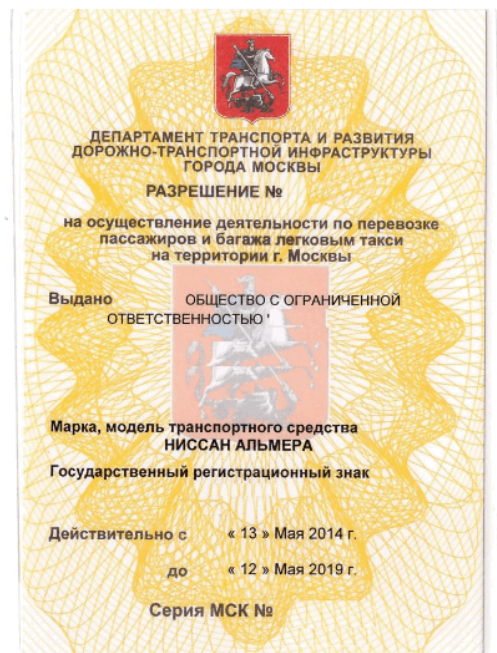 ДЕПАРТАМЕНТ ТРАНСПОРТА И РАЗВИТИЯ
ДОРОЖНО-ТРАНСПОРТНОЙ ИНФРАСТРУКТУРЫ
ГОРОДА МОСКВЫ
РАЗРЕШЕНИЕ №
на осуществление деятельности по перевозке
пассажиров и багажа легковым такси
на территории г. Москвы
Выдано ОБЩЕСТВО С ОГРАНИЧЕННОЙ
ОТВЕТСТВЕННОСТЬЮ '
Марка, модель транспортного средства
НИССАН АЛЬМЕРА
Государственный регистрационный знак
Действительно с « 13 » Мая 2014 г.
до « 12 » Мая 2019 г.
Серия МСК №